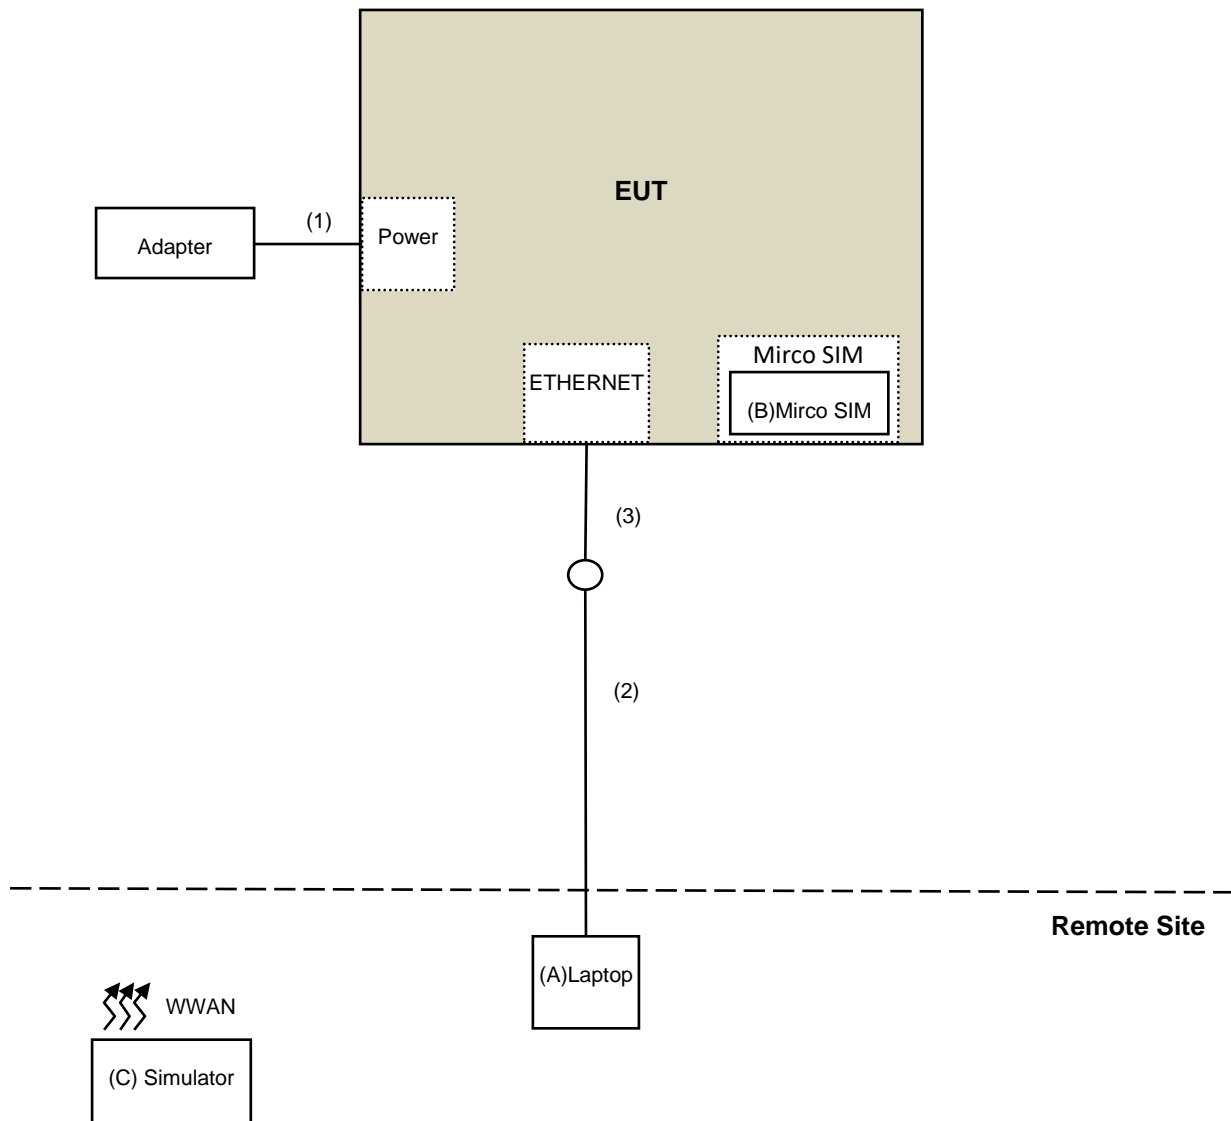 EUT
(1)
Adapter
Power
Mirco SIM
ETHERNET
(B)Mirco SIM
(3)
(2)
Remote Site
(A)Laptop
WWAN
(C) Simulator